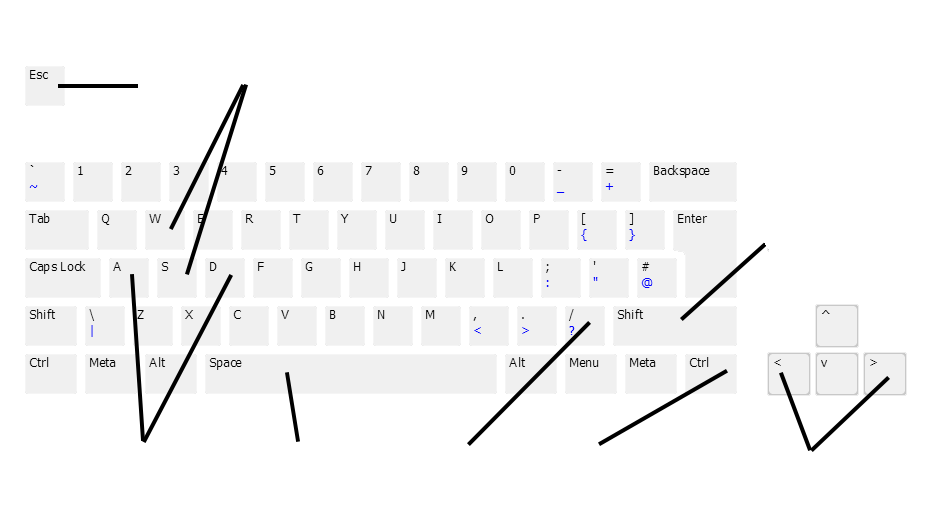 Esc
` 1 2 3 4 5 6 7 8 9 0 - = Backspace
~ _ +
Tab Q W E R T Y U I O P [ ] Enter
{ }
Caps Lock A S D F G H J K L ; ' #
: " @
Shift \ Z X C V B N M , . / Shift ^
| < > ?
Ctrl Meta Alt Space Alt Menu Meta Ctrl < v >